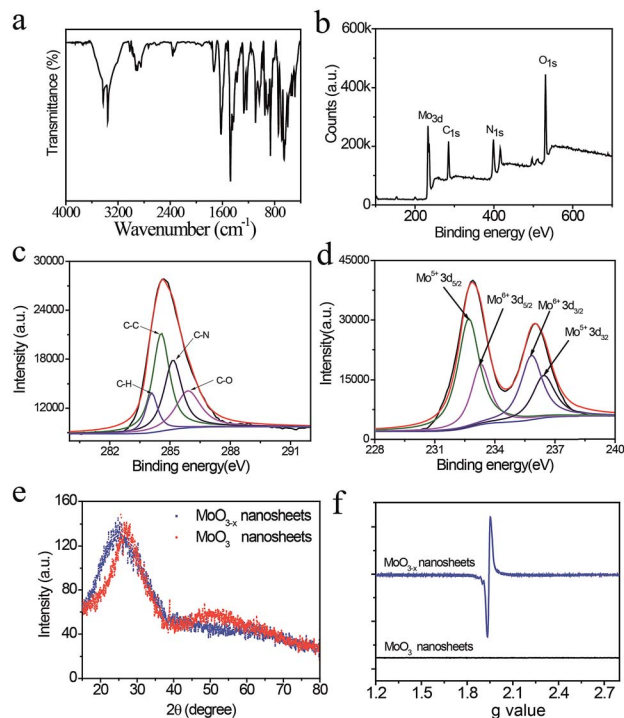 a
Transmittance (%)
4000 3200 2400 1600 800
Wavenumber (cm⁻¹)
b
Counts (a.u.)
600k
400k
200k
0
Mo3d
C1s
N1s
O1s
200 400 600
Binding energy (eV)
c
Intensity (a.u.)
30000
24000
18000
12000
C-C
C-N
C-H
C-O
282 285 288 291
Binding energy(eV)
d
Intensity (a.u.)
45000
30000
15000
0
Mo⁵⁺ 3d5/2
Mo⁶⁺ 3d5/2
Mo⁶⁺ 3d3/2
Mo⁵⁺ 3d32
228 231 234 237 240
Binding energy(eV)
e
Intensity (a.u.)
160
120
80
40
0
MoO3-x nanosheets
MoO3 nanosheets
20 30 40 50 60 70 80
2θ (degree)
f
MoO3-x nanosheets
MoO3 nanosheets
1.2 1.5 1.8 2.1 2.4 2.7
g value